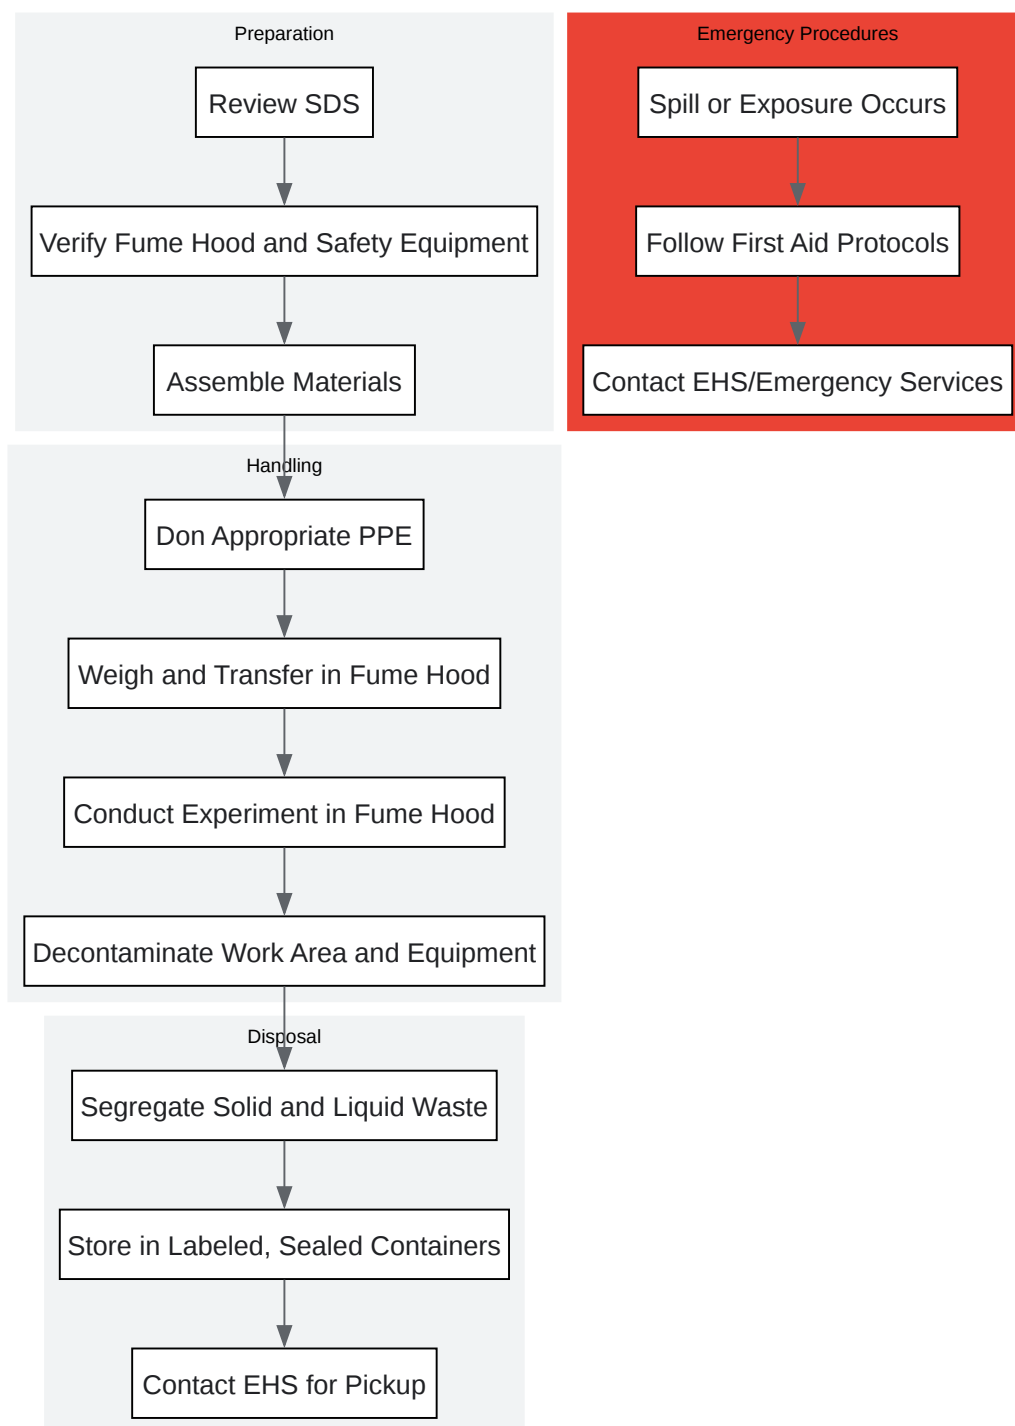 Preparation
Review SDS
Verify Fume Hood and Safety Equipment
Assemble Materials
Emergency Procedures
Spill or Exposure Occurs
Follow First Aid Protocols
Contact EHS/Emergency Services
Handling
Don Appropriate PPE
Weigh and Transfer in Fume Hood
Conduct Experiment in Fume Hood
Decontaminate Work Area and Equipment
Disposal
Segregate Solid and Liquid Waste
Store in Labeled, Sealed Containers
Contact EHS for Pickup